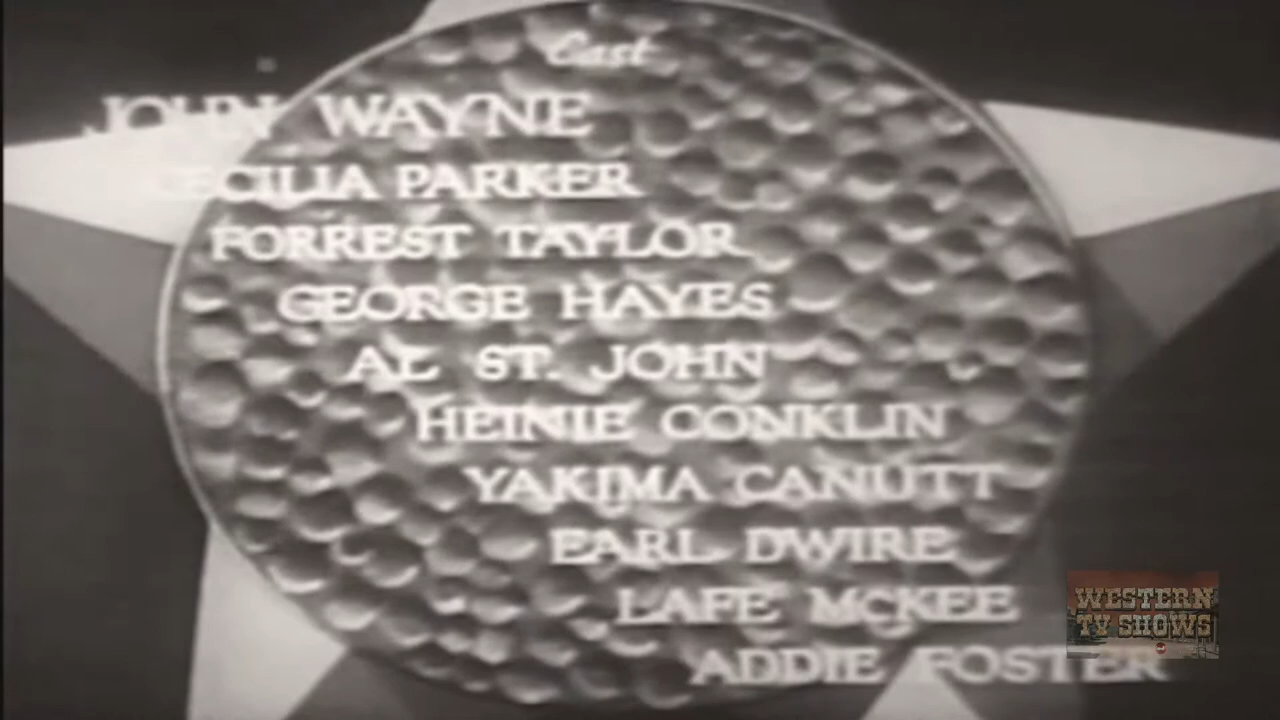 Cast
JOHN WAYNE
CECILIA PARKER
FORREST TAYLOR
GEORGE HAYES
AL ST. JOHN
HEINIE CONKLIN
YAKIMA CANUTT
EARL DWIRE
LAFE McKEE
ADDIE FOSTER
WESTERN
TV SHOWS